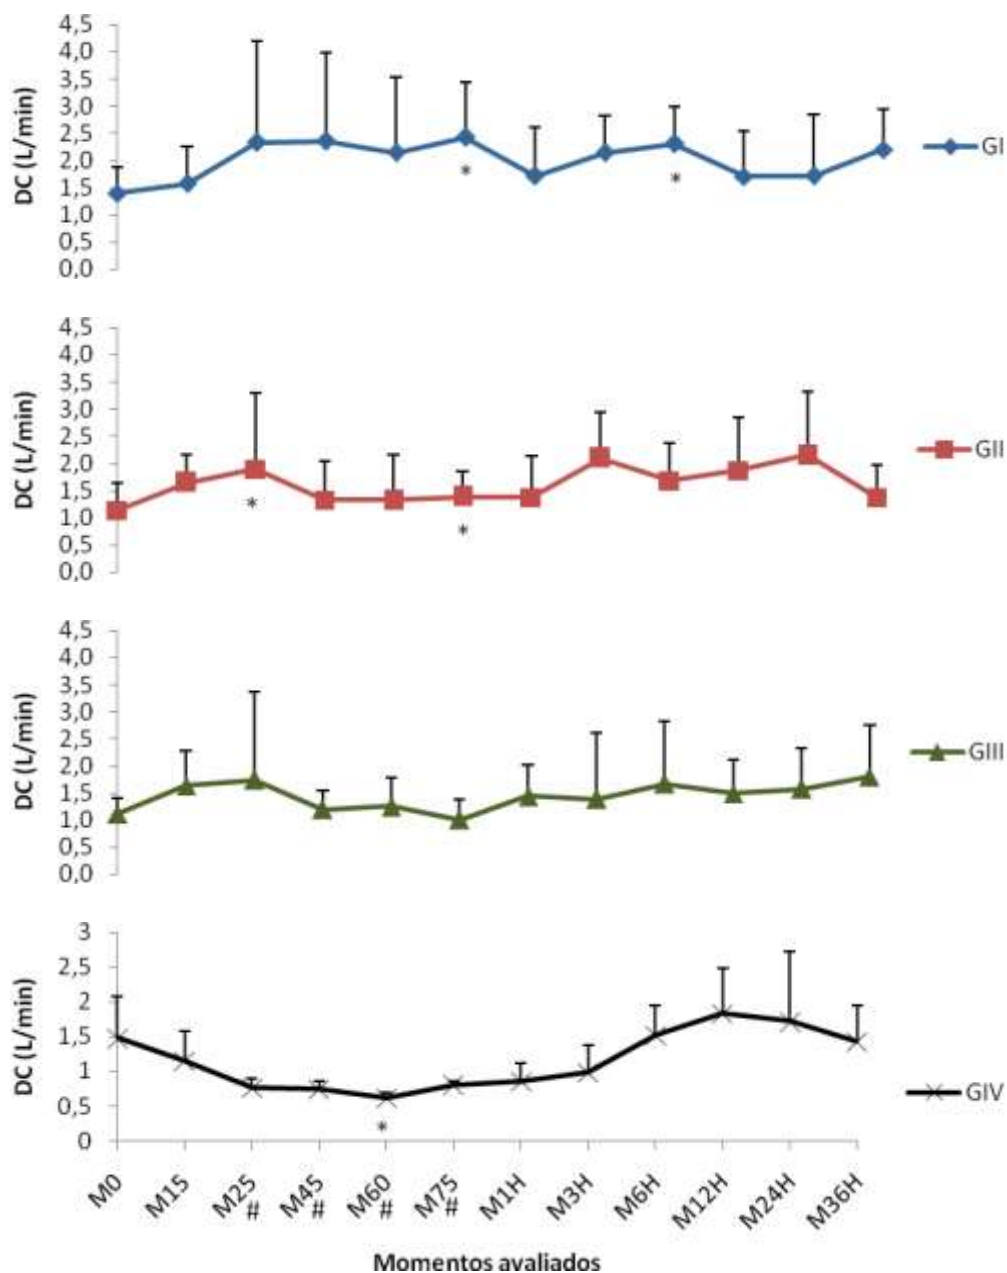 DC (L/min)
4,5
4,0
3,5
3,0
2,5
2,0
1,5
1,0
0,5
0,0
*
*
GI
DC (L/min)
4,5
4,0
3,5
3,0
2,5
2,0
1,5
1,0
0,5
0,0
*
*
GII
DC (L/min)
4,5
4,0
3,5
3,0
2,5
2,0
1,5
1,0
0,5
0,0
GIII
DC (L/min)
3
2,5
2
1,5
1
0,5
0
*
GIV
M0
M15
M25
#
M45
#
M60
#
M75
#
M1H
M3H
M6H
M12H
M24H
M36H
Momentos avaliados